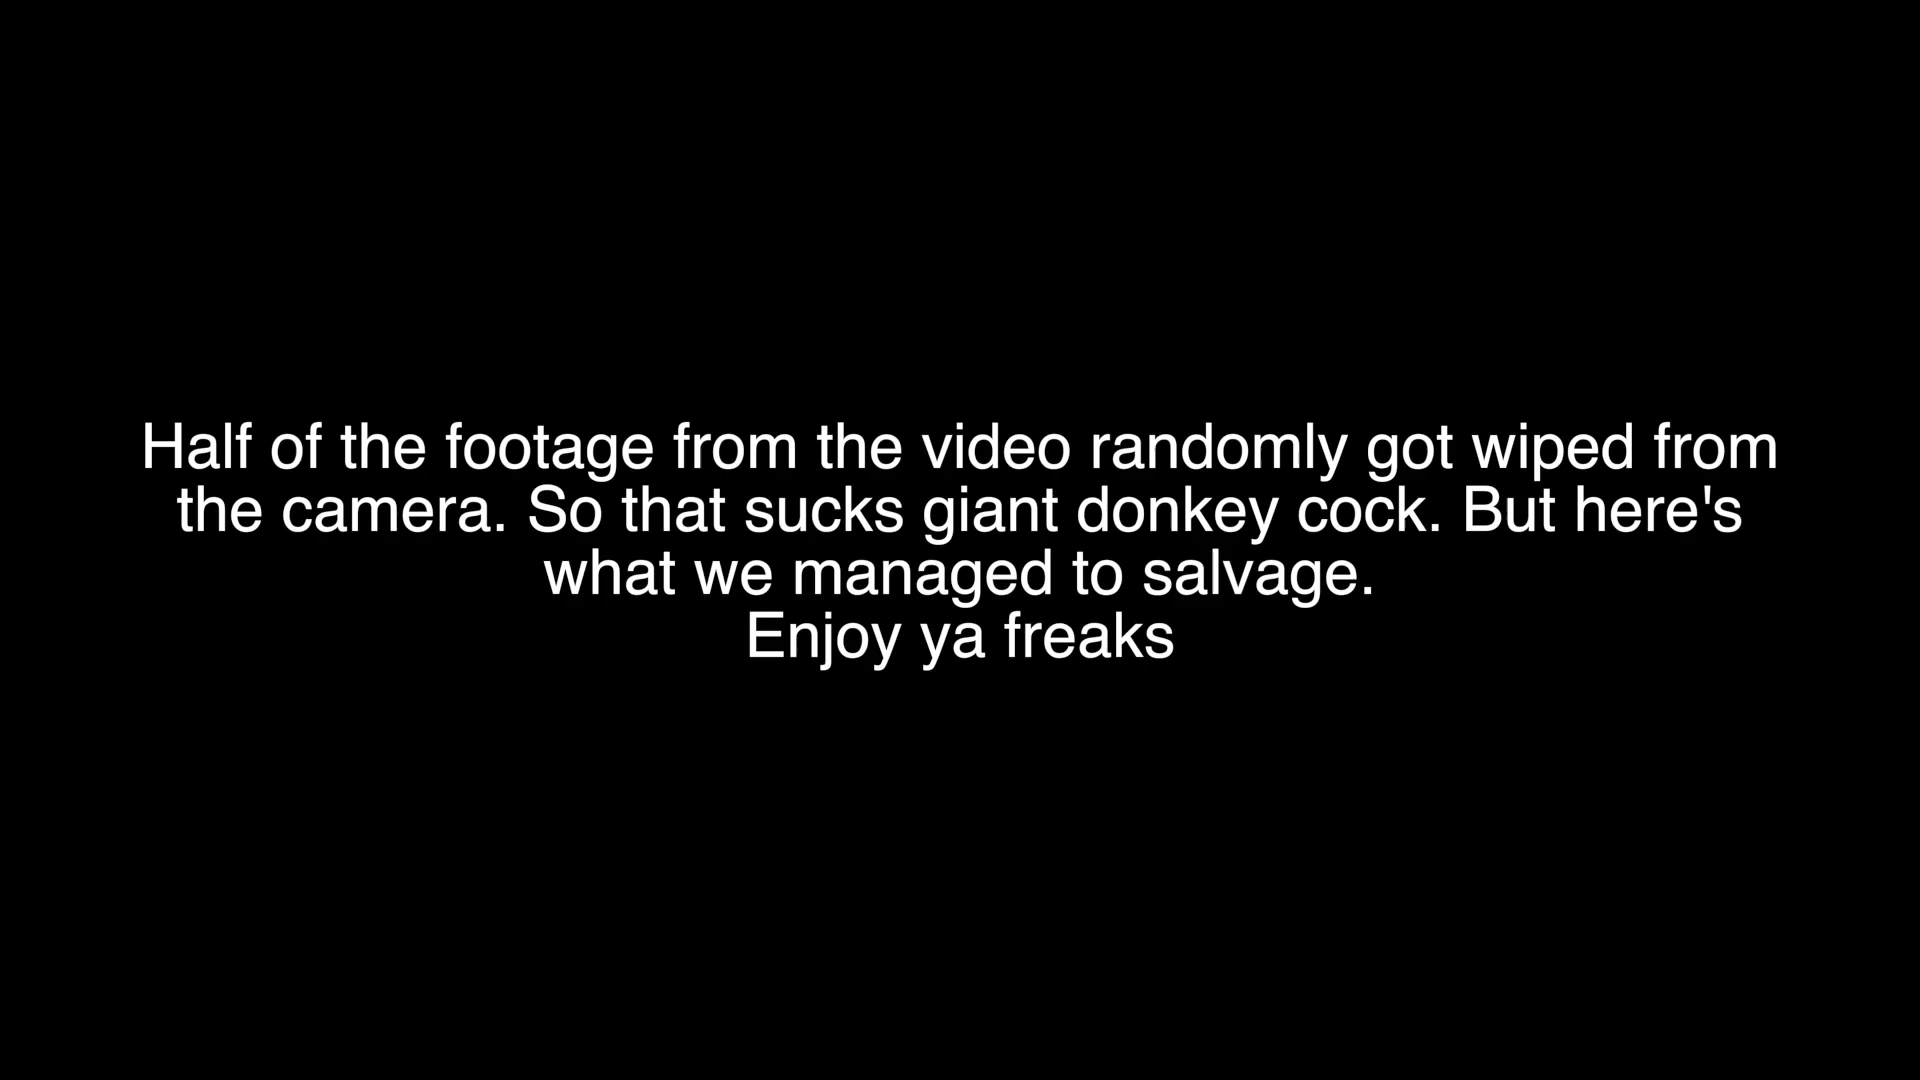 Half of the footage from the video randomly got wiped from
the camera. So that sucks giant donkey cock. But here's
what we managed to salvage.
Enjoy ya freaks